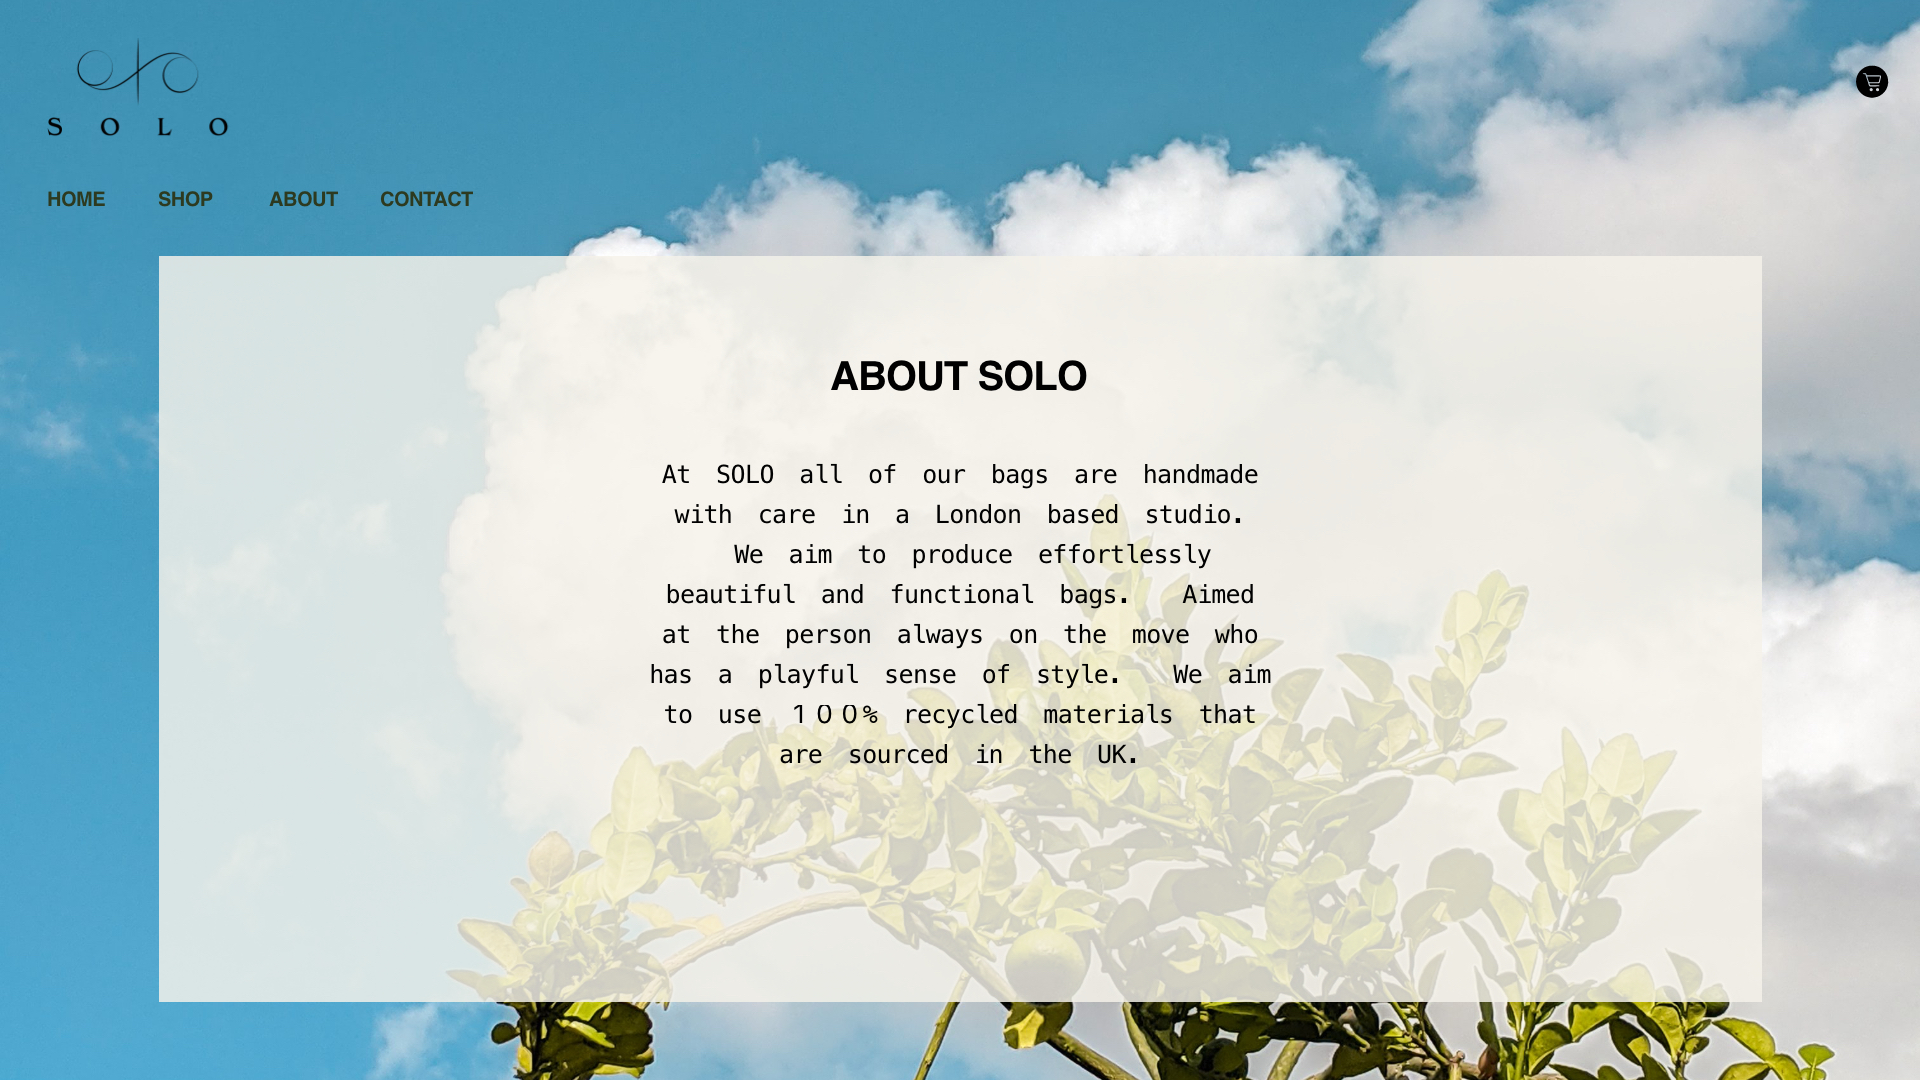 SOLO
HOME SHOP ABOUT CONTACT
ABOUT SOLO
At SOLO all of our bags are handmade
with care in a London based studio.
We aim to produce effortlessly
beautiful and functional bags. Aimed
at the person always on the move who
has a playful sense of style. We aim
to use 100% recycled materials that
are sourced in the UK.